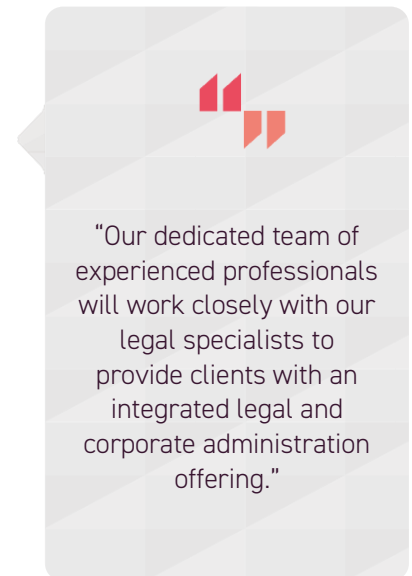 “Our dedicated team of
experienced professionals
will work closely with our
legal specialists to
provide clients with an
integrated legal and
corporate administration
offering.”